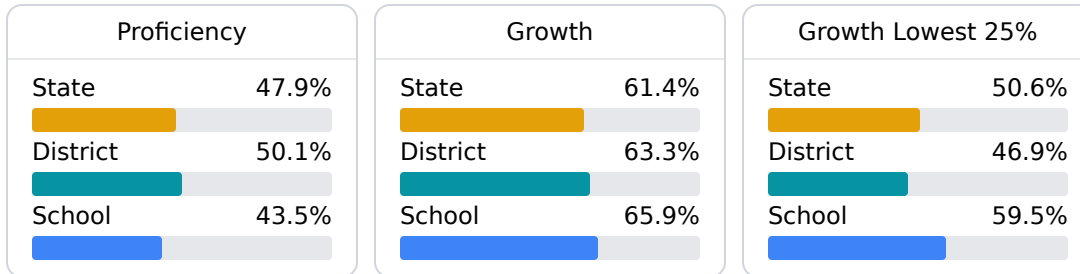 Proficiency
State 47.9%
District 50.1%
School 43.5%
Growth
State 61.4%
District 63.3%
School 65.9%
Growth Lowest 25%
State 50.6%
District 46.9%
School 59.5%